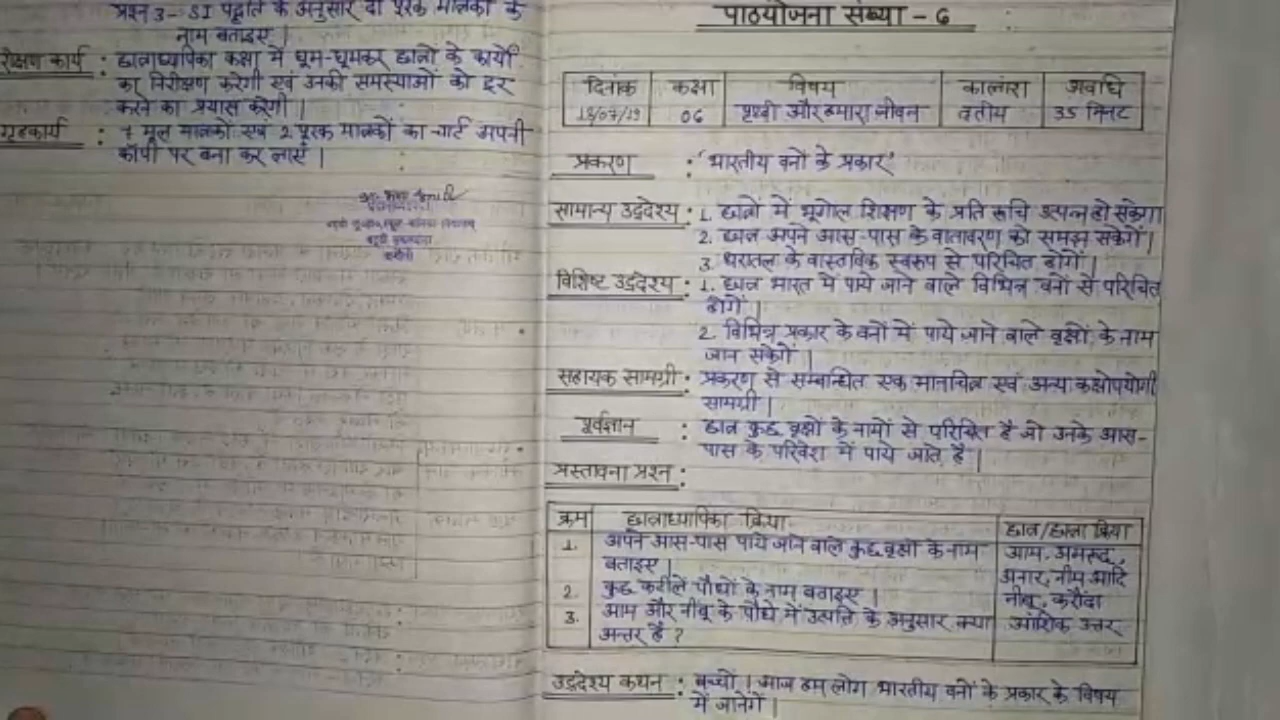 प्रश्न 3 - SI पद्धति के अनुसार दो पूरक मात्रकों के
नाम बताइए |
कार्य : छात्राध्यापिका कक्षा में घूम-घूमकर छात्रों के कार्यों
का निरीक्षण करेगी एवं उनकी समस्याओं को दूर
करने का प्रयास करेगी |
गृहकार्य : 7 मूल मात्रकों एवं 2 पूरक मात्रकों का चार्ट अपनी
कॉपी पर बना कर लाएं |
पाठयोजना संख्या - 6
दिनांक कक्षा विषय कालांश अवधि
18/07/19 06 पृथ्वी और हमारा जीवन तृतीय 35 मिनट
प्रकरण : 'भारतीय वनों के प्रकार'
सामान्य उद्देश्य : 1. छात्रों में भूगोल शिक्षण के प्रति रूचि उत्पन्न हो सकेगा
2. छात्र अपने आस-पास के वातावरण को समझ सकेगें |
3. धरातल के वास्तविक स्वरूप से परिचित होगें |
विशिष्ट उद्देश्य : 1. छात्र भारत में पाये जाने वाले विभिन्न वनों से परिचित
होगें |
2. विभिन्न प्रकार के वनों में पाये जाने वाले वृक्षों के नाम
जान सकेगें |
सहायक सामग्री : प्रकरण से सम्बन्धित एक मानचित्र एवं अन्य कक्षोपयोगी
सामग्री |
पूर्वज्ञान : छात्र कुछ वृक्षों के नामों से परिचित है जो उनके आस-
पास के परिवेश में पाये जाते है |
प्रस्तावना प्रश्न :
क्रम छात्राध्यापिका क्रिया छात्र/छात्रा क्रिया
1. अपने आस-पास पाये जाने वाले कुछ वृक्षों के नाम आम, अमरूद,
बताइए | अनार, नीम आदि
2. कुछ कटीले पौधों के नाम बताइए | नीबू, करौदा
3. आम और नीबू के पौधे में उत्पत्ति के अनुसार क्या आंशिक उत्तर
अन्तर है ?
उद्देश्य कथन : बच्चों | आज हम लोग भारतीय वनों के प्रकार के विषय
में जानेगें |